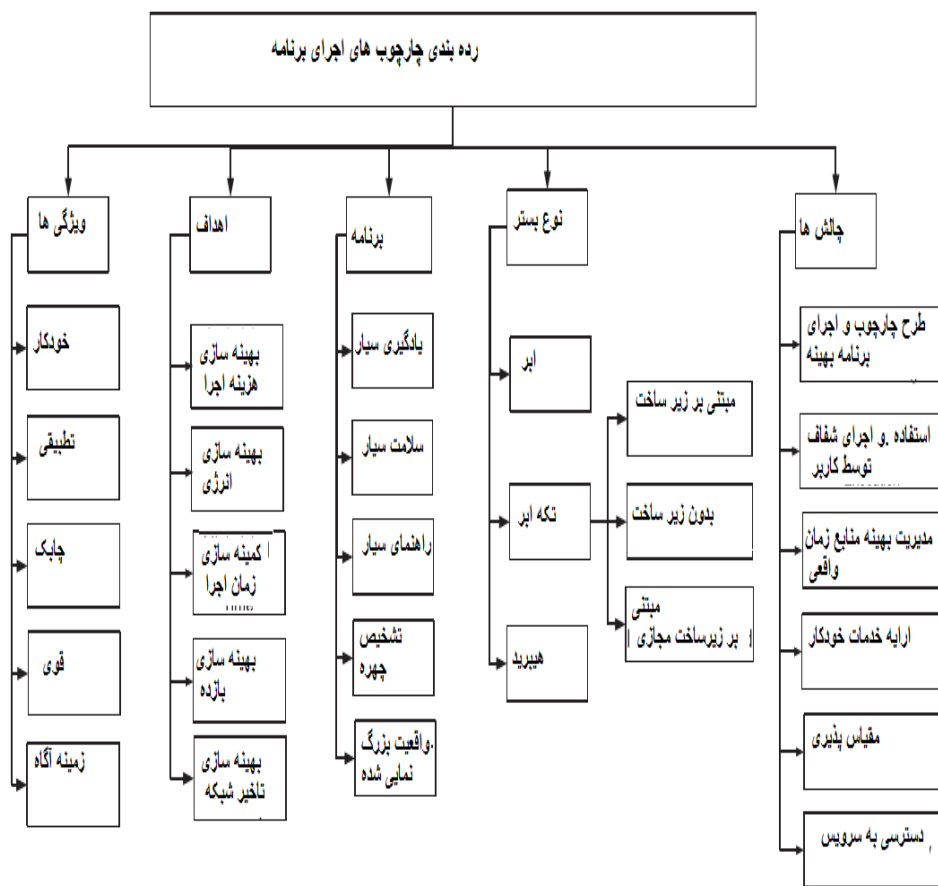 رده بندی چارچوب های اجرای برنامه
چالش ها
طرح چارچوب و اجرای
برنامه بهینه
استفاده و اجرای شفاف
توسط کاربر
مدیریت بهینه منابع زمان
واقعی
ارایه خدمات خودکار
مقیاس پذیری
دسترسی به سرویس
نوع بستر
ابر
تکه ابر
هیبرید
مبتنی بر زیر ساخت
بدون زیر ساخت
مبتنی
بر زیرساخت مجازی
برنامه
یادگیری سیار
سلامت سیار
راهنمای سیار
تشخیص
چهره
واقعیت بزرگ
نمایی شده
اهداف
بهینه سازی
هزینه اجرا
بهینه سازی
انرژی
کمینه سازی
زمان اجرا
بهینه سازی
بازده
بهینه سازی
تاخیر شبکه
ویژگی ها
خودکار
تطبیقی
چابک
قوی
زمینه آگاه